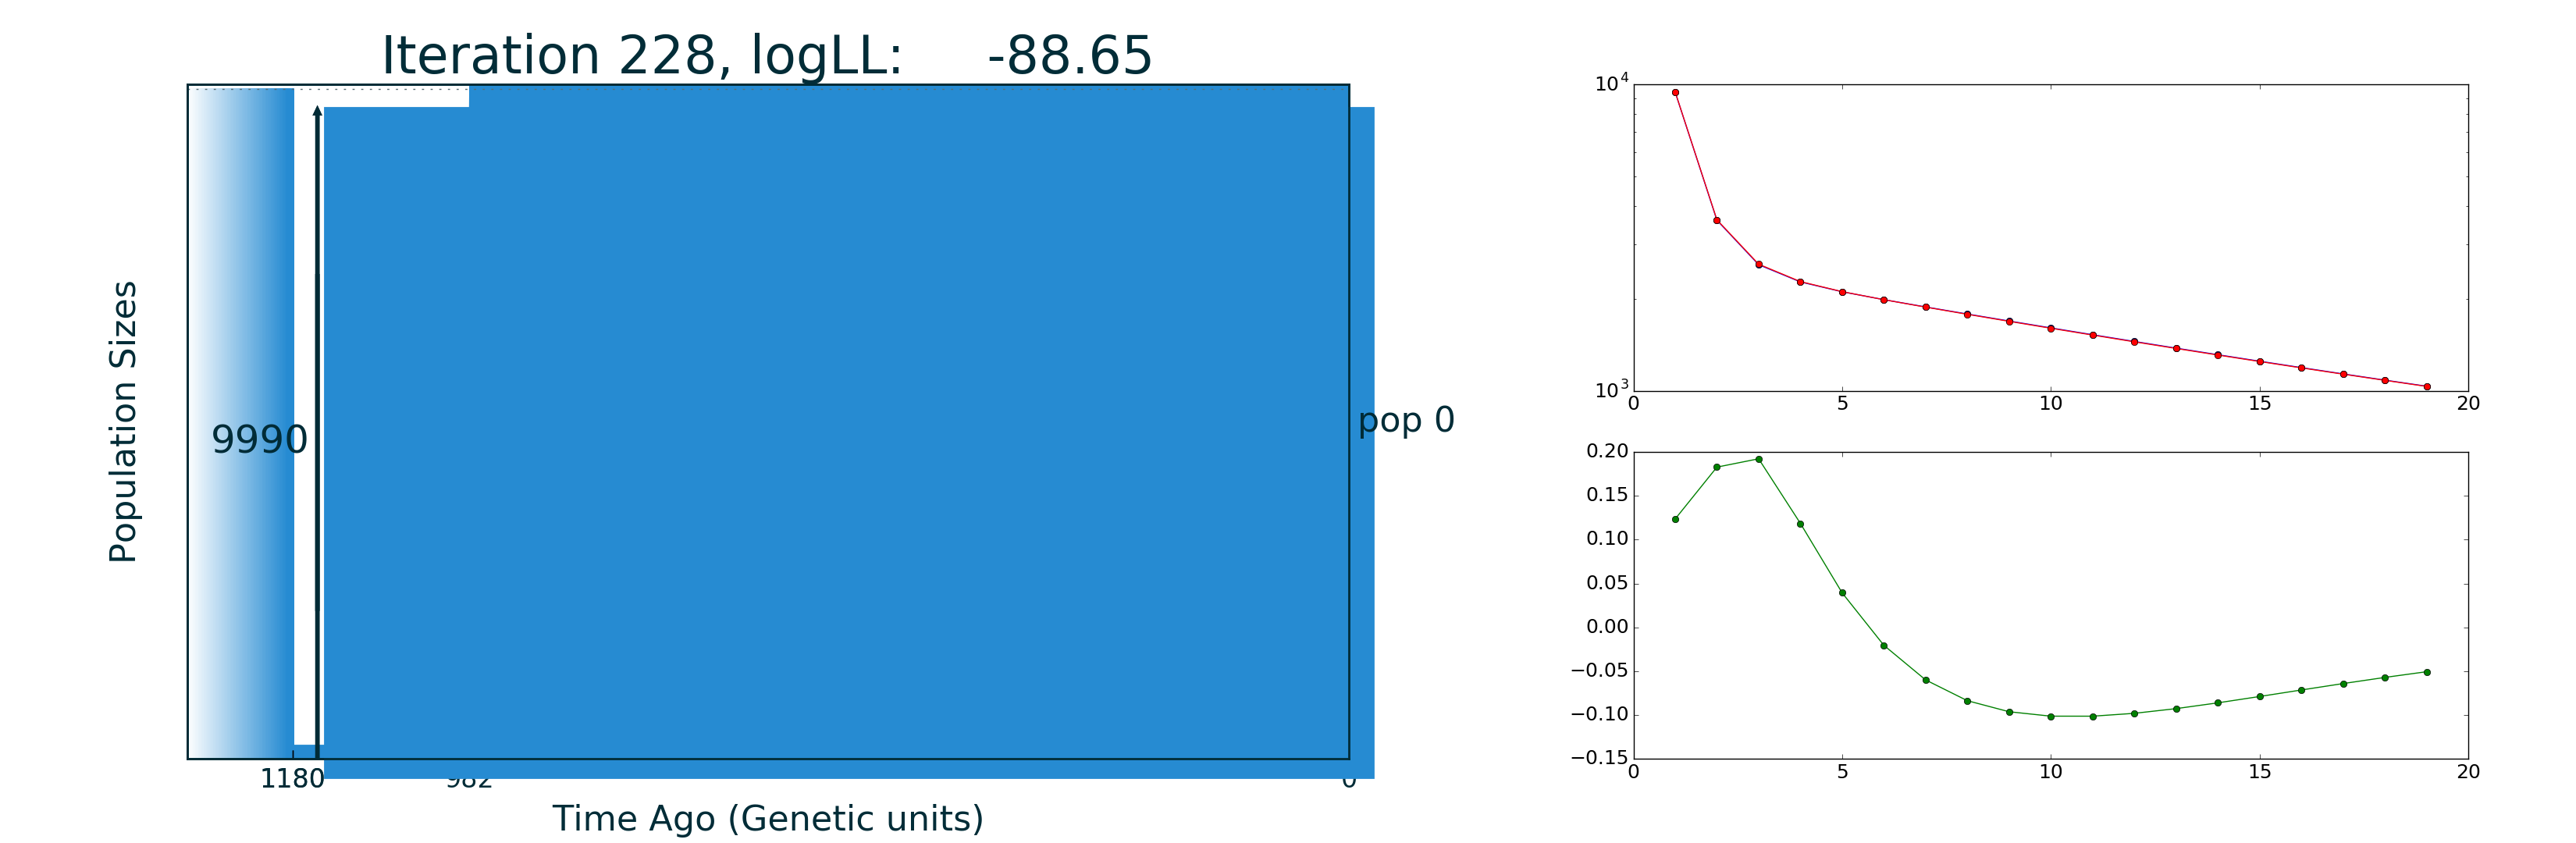 Iteration 228, logLL: -88.65
Population Sizes
9990
pop 0
1180 982 0
Time Ago (Genetic units)
10^4
10^3
0 5 10 15 20
0.20
0.15
0.10
0.05
0.00
−0.05
−0.10
−0.15
0 5 10 15 20